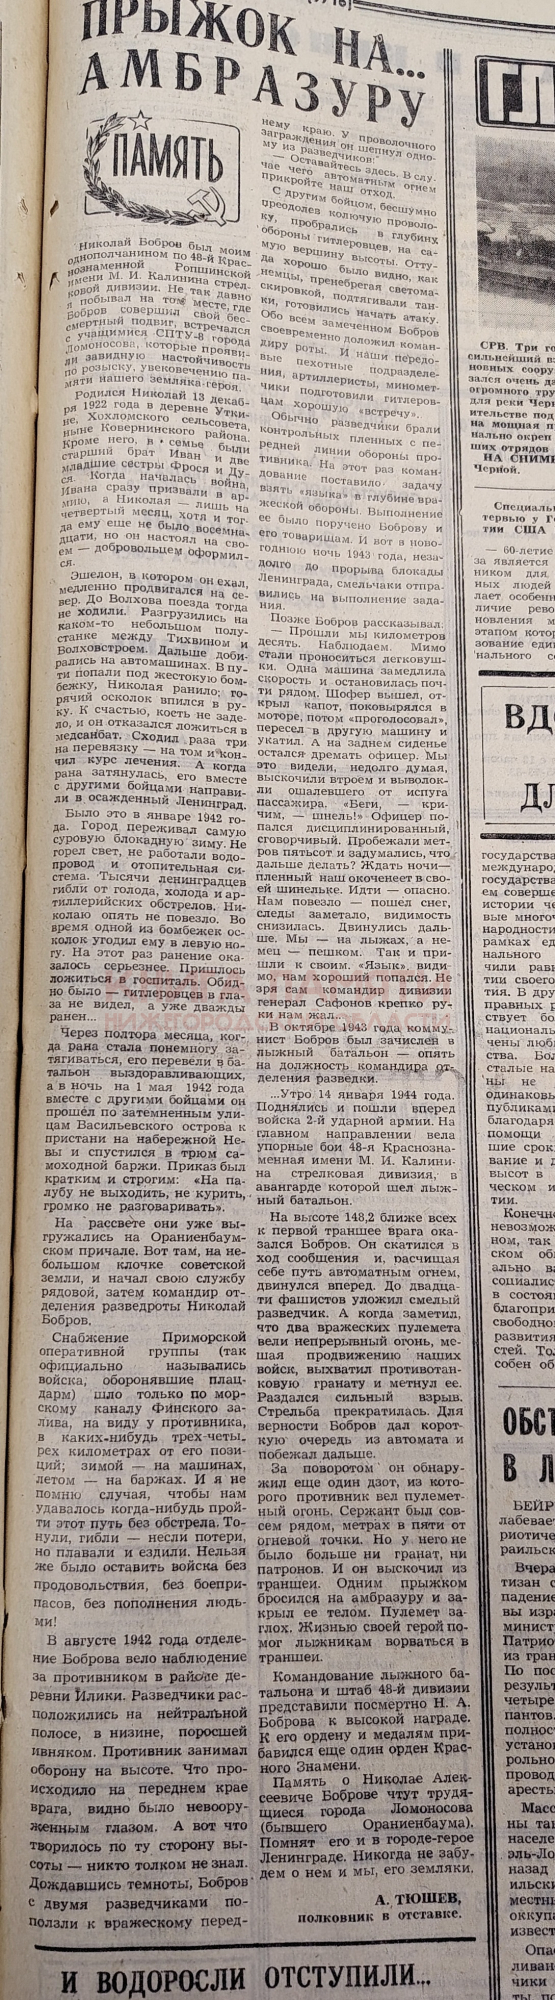 ПРЫЖОК НА...
АМБРАЗУРУ
ПАМЯТЬ
Николай Бобров был моим
однополчанином по 48-й Крас-
нознаменной Ропшинской
имени М. И. Калинина стрел-
ковой дивизии. Не так давно
я побывал на том месте, где
Бобров совершил свой бес-
смертный подвиг, встречался
с учащимися СПТУ-8 города
Ломоносова, которые прояви-
ли завидную настойчивость
по розыску, увековечению па-
мяти нашего земляка-героя.
Родился Николай 13 декаб-
ря 1922 года в деревне Утки-
не, Хохломского сельсовета,
ныне Ковернинского района.
Кроме него, в семье были
старший брат Иван и две
младшие сестры Фрося и Ду-
ся. Когда началась война,
Ивана сразу призвали в ар-
мию, а Николая — лишь на
четвертый месяц, хотя и тог-
да ему еще не было восемна-
дцати, но он настоял на сво-
ем — добровольцем оформил-
ся.
Эшелон, в котором он ехал,
медленно продвигался на се-
вер. До Волхова поезда тогда
не ходили. Разгрузились на
каком-то небольшом полу-
станке между Тихвином и
Волховстроем. Дальше доби-
рались на автомашинах. В пу-
ти попали под жестокую бом-
бежку, Николая ранило; го-
рячий осколок впился в ру-
ку. К счастью, кость не заде-
ло, и он отказался ложиться в
медсанбат. Сходил раза три
на перевязку — на том и кон-
чил курс лечения. А когда
рана затянулась, его вместе
с другими бойцами направи-
ли в осажденный Ленинград.
Было это в январе 1942 го-
да. Город переживал самую
суровую блокадную зиму. Не
горел свет, не работали водо-
провод и отопительная си-
стема. Тысячи ленинградцев
гибли от голода, холода и ар-
тиллерийских обстрелов. Ни-
колаю опять не повезло. Во
время одной из бомбежек ос-
колок угодил ему в левую но-
гу. На этот раз ранение ока-
залось серьезнее. Пришлось
ложиться в госпиталь. Обид-
но было — гитлеровцев в гла-
за не видел, а уже дважды
ранен...
Через полтора месяца, ког-
да рана стала понемногу за-
тягиваться, его перевели в ба-
тальон выздоравливающих,
а в ночь на 1 мая 1942 года
вместе с другими бойцами он
прошел по затемненным ули-
цам Васильевского острова к
пристани на набережной Не-
вы и спустился в трюм са-
моходной баржи. Приказ был
кратким и строгим: «На па-
лубу не выходить, не курить,
громко не разговаривать».
На рассвете они уже вы-
гружались на Ораниенбаум-
ском причале. Вот там, на не-
большом клочке советской
земли, и начал свою службу
рядовой, затем командир от-
деления разведроты Николай
Бобров.
Снабжение Приморской
оперативной группы (так
официально назывались
войска, оборонявшие плац-
дарм) шло только по мор-
скому каналу Финского за-
лива, на виду у противника,
в каких-нибудь трех-четы-
рех километрах от его пози-
ций; зимой — на машинах,
летом — на баржах. И я не
помню случая, чтобы нам
удавалось когда-нибудь прой-
ти этот путь без обстрела. То-
нули, гибли — несли потери,
но плавали и ездили. Нельзя
же было оставить войска без
продовольствия, без боепри-
пасов, без пополнения людь-
ми!
В августе 1942 года отделе-
ние Боброва вело наблюдение
за противником в районе де-
ревни Илики. Разведчики рас-
положились на нейтральной
полосе, в низине, поросшей
ивняком. Противник занимал
оборону на высоте. Что про-
исходило на переднем крае
врага, видно было невоору-
женным глазом. А вот что
творилось по ту сторону вы-
соты — никто толком не знал.
Дождавшись темноты, Бобров
с двумя разведчиками по-
ползли к вражескому перед-
нему краю. У проволочного
заграждения он шепнул одно-
му из разведчиков:
— Оставайтесь здесь. В слу-
чае чего автоматным огнем
прикройте наш отход.
С другим бойцом, бесшумно
преодолев колючую проволо-
ку, пробрались в глубину
обороны гитлеровцев, на са-
мую вершину высоты. Отту-
да хорошо было видно, как
немцы, пренебрегая светома-
скировкой, подтягивали тан-
ки, готовились начать атаку.
Обо всем замеченном Бобров
своевременно доложил коман-
диру роты. И наши передо-
вые пехотные подразделе-
ния, артиллеристы, миномет-
чики подготовили гитлеров-
цам хорошую «встречу».
Обычно разведчики брали
контрольных пленных с пе-
редней линии обороны про-
тивника. На этот раз коман-
дование поставило задачу
взять «языка» в глубине вра-
жеской обороны. Выполнение
ее было поручено Боброву и
его товарищам. И вот в ново-
годнюю ночь 1943 года, неза-
долго до прорыва блокады
Ленинграда, смельчаки отпра-
вились на выполнение зада-
ния.
Позже Бобров рассказывал:
— Прошли мы километров
десять. Наблюдаем. Мимо
стали проноситься легковуш-
ки. Одна машина замедлила
скорость и остановилась поч-
ти рядом. Шофер вышел, от-
крыл капот, поковырялся в
моторе, потом «проголосовал»,
пересел в другую машину и
укатил. А на заднем сиденье
остался дремать офицер. Мы
это видели, недолго думая,
выскочили втроем и выволок-
ли ошалевшего от испуга
пассажира. «Беги, — кри-
чим, — шнель!» Офицер по-
пался дисциплинированный,
сговорчивый. Пробежали мет-
ров пятьсот и задумались, что
дальше делать? Ждать ночи—
пленный наш окоченеет в сво-
ей шинельке. Идти — опасно.
Нам повезло — пошел снег,
следы заметало, видимость
снизилась. Двинулись даль-
ше. Мы — на лыжах, а не-
мец — пешком. Так и при-
шли к своим. «Язык», види-
мо, нам хороший попался. Не
зря сам командир дивизии
генерал Сафонов крепко ру-
ки нам жал..
В октябре 1943 года комму-
нист Бобров был зачислен в
лыжный батальон — опять
на должность командира от-
деления разведки.
...Утро 14 января 1944 года.
Поднялись и пошли вперед
войска 2-й ударной армии. На
главном направлении вела
упорные бои 48-я Краснозна-
менная имени М. И. Калини-
на стрелковая дивизия, в
авангарде которой шел лыж-
ный батальон.
На высоте 148,2 ближе всех
к первой траншее врага ока-
зался Бобров. Он скатился в
ход сообщения и, расчищая
себе путь автоматным огнем,
двинулся вперед. До двадца-
ти фашистов уложил смелый
разведчик. А когда заметил,
что два вражеских пулемета
вели непрерывный огонь, ме-
шая продвижению наших
войск, выхватил противотан-
ковую гранату и метнул ее.
Раздался сильный взрыв.
Стрельба прекратилась. Для
верности Бобров дал корот-
кую очередь из автомата и
побежал дальше.
За поворотом он обнару-
жил еще один дзот, из кото-
рого противник вел пулемет-
ный огонь. Сержант был сов-
сем рядом, метрах в пяти от
огневой точки. Но у него не
было больше ни гранат, ни
патронов. И он выскочил из
траншеи. Одним прыжком
бросился на амбразуру и за-
крыл ее телом. Пулемет за-
глох. Жизнью своей герой по-
мог лыжникам ворваться в
траншеи.
Командование лыжного ба-
тальона и штаб 48-й дивизии
представили посмертно Н. А.
Боброва к высокой награде.
К его ордену и медалям при-
бавился еще один орден Крас-
ного Знамени.
Память о Николае Алек-
сеевиче Боброве чтут трудя-
щиеся города Ломоносова
(бывшего Ораниенбаума).
Помнят его и в городе-герое
Ленинграде. Никогда не забу-
дем о нем и мы, его земляки.
А. ТЮШЕВ,
полковник в отставке.
И ВОДОРОСЛИ ОТСТУПИЛИ...